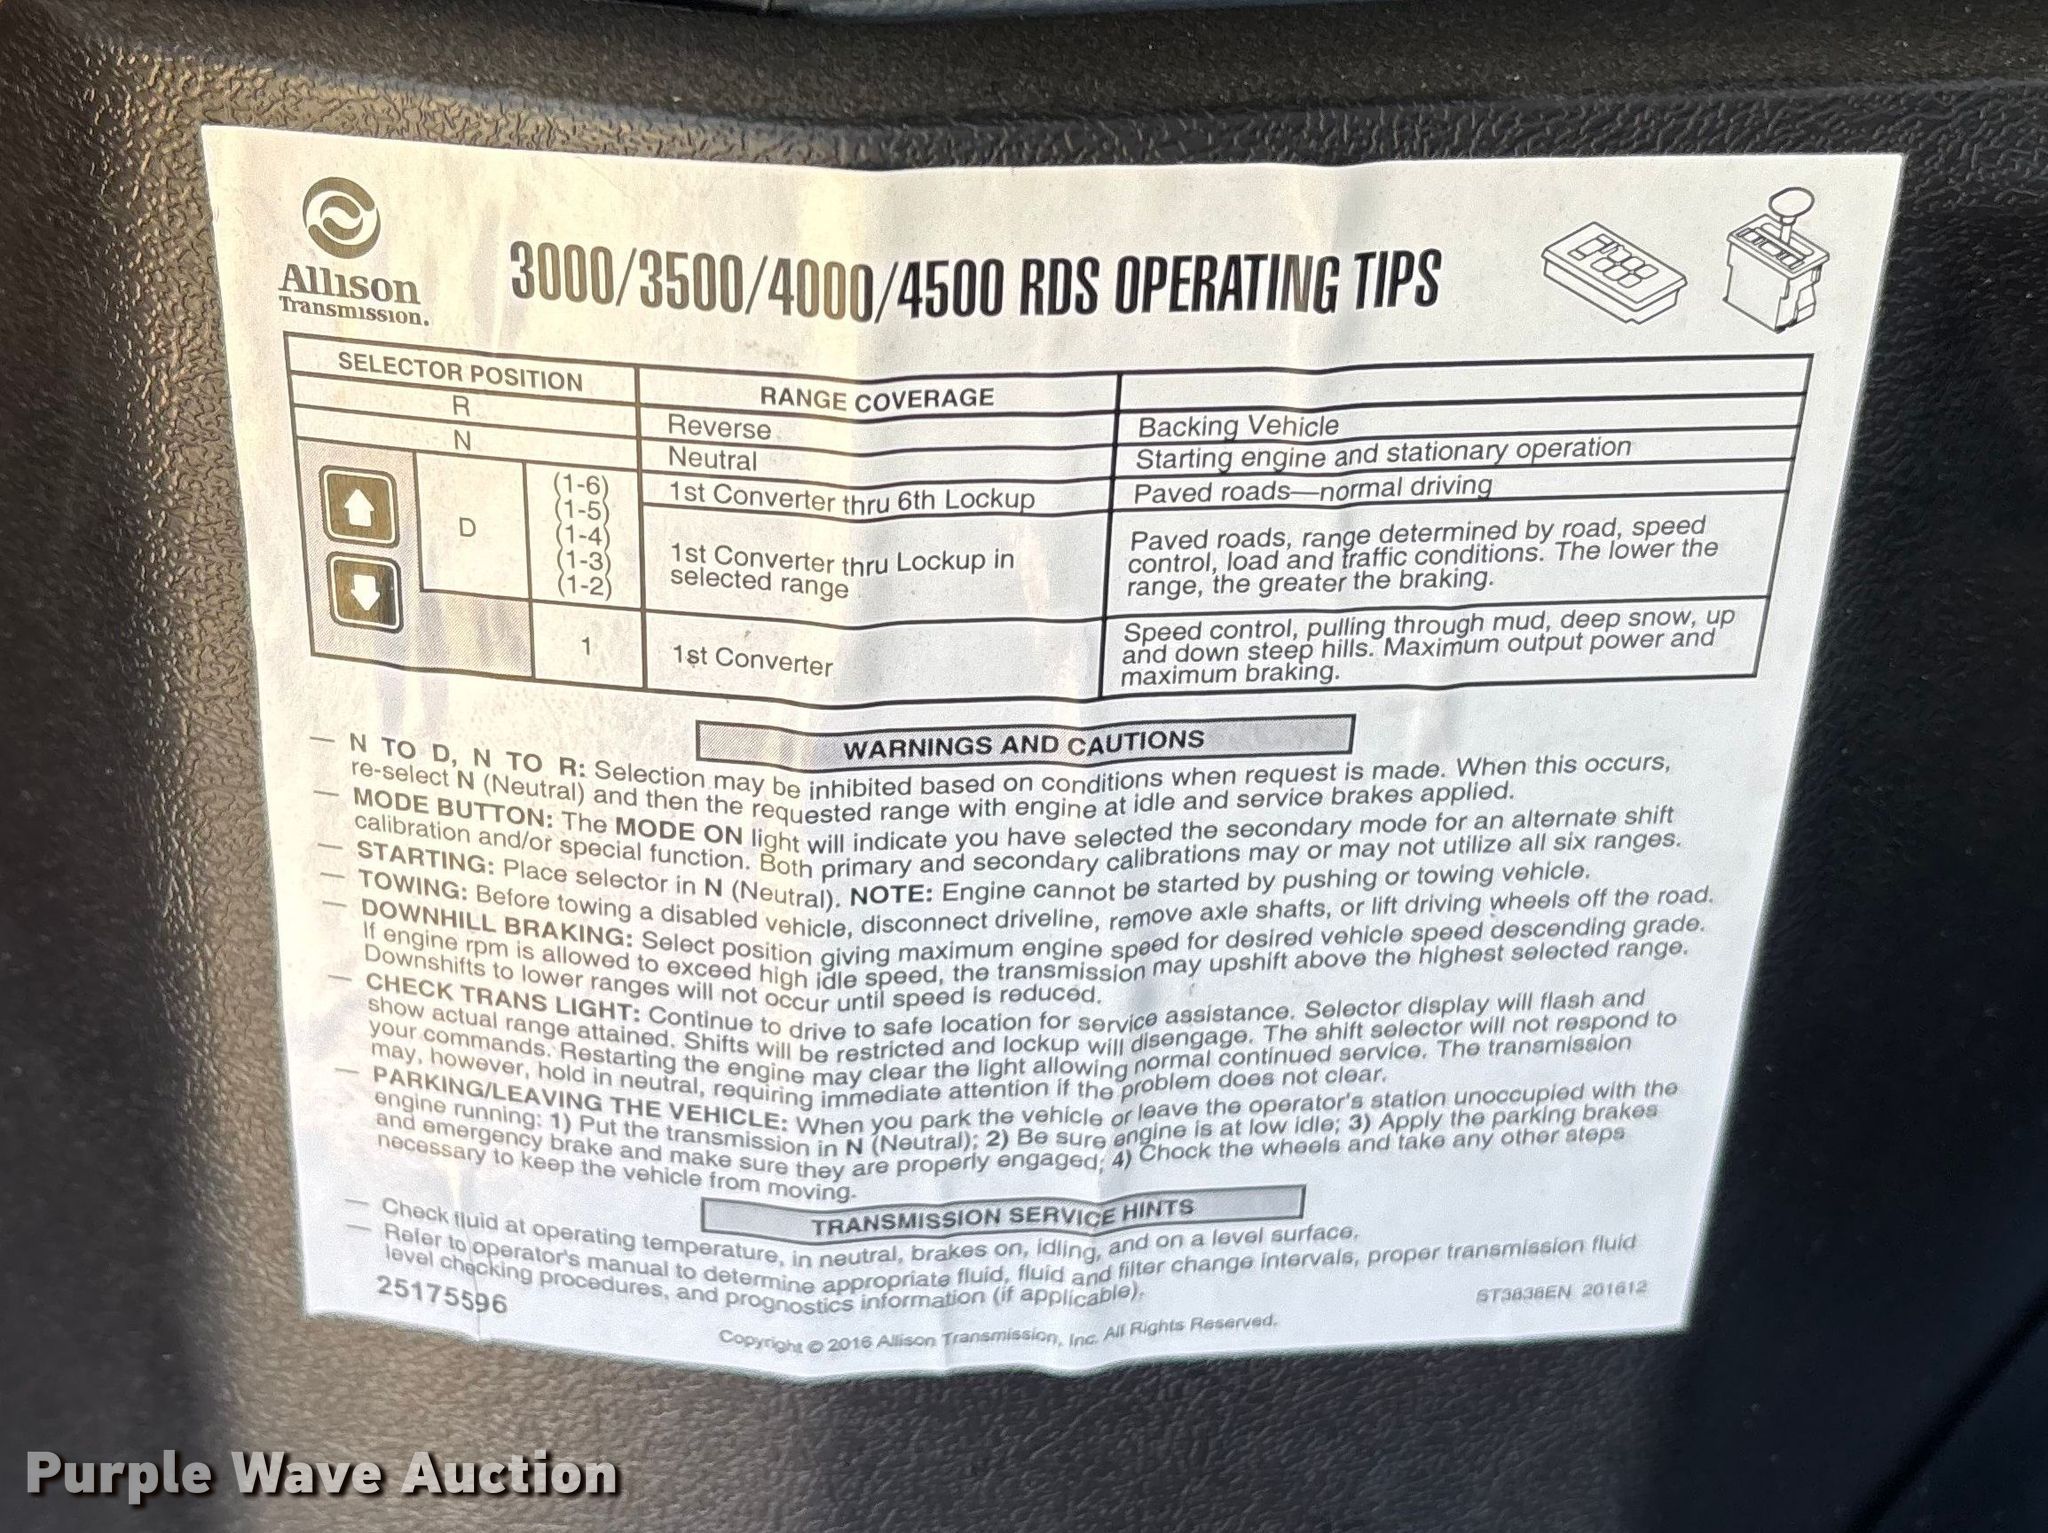 Allison
Transmission.
3000/3500/4000/4500 RDS OPERATING TIPS
SELECTOR POSITION RANGE COVERAGE
R Reverse Backing Vehicle
N Neutral Starting engine and stationary operation
D
(1-6) 1st Converter thru 6th Lockup Paved roads—normal driving
(1-5)
(1-4)
(1-3)
(1-2)
1st Converter thru Lockup in
selected range
Paved roads, range determined by road, speed
control, load and traffic conditions. The lower the
range, the greater the braking.
1 1st Converter
Speed control, pulling through mud, deep snow, up
and down steep hills. Maximum output power and
maximum braking.
WARNINGS AND CAUTIONS
— N TO D, N TO R: Selection may be inhibited based on conditions when request is made. When this occurs,
re-select N (Neutral) and then the requested range with engine at idle and service brakes applied.
— MODE BUTTON: The MODE ON light will indicate you have selected the secondary mode for an alternate shift
calibration and/or special function. Both primary and secondary calibrations may or may not utilize all six ranges.
— STARTING: Place selector in N (Neutral). NOTE: Engine cannot be started by pushing or towing vehicle.
— TOWING: Before towing a disabled vehicle, disconnect driveline, remove axle shafts, or lift driving wheels off the road.
— DOWNHILL BRAKING: Select position giving maximum engine speed for desired vehicle speed descending grade.
If engine rpm is allowed to exceed high idle speed, the transmission may upshift above the highest selected range.
Downshifts to lower ranges will not occur until speed is reduced.
— CHECK TRANS LIGHT: Continue to drive to safe location for service assistance. Selector display will flash and
show actual range attained. Shifts will be restricted and lockup will disengage. The shift selector will not respond to
your commands. Restarting the engine may clear the light allowing normal continued service. The transmission
may, however, hold in neutral, requiring immediate attention if the problem does not clear.
— PARKING/LEAVING THE VEHICLE: When you park the vehicle or leave the operator's station unoccupied with the
engine running: 1) Put the transmission in N (Neutral); 2) Be sure engine is at low idle; 3) Apply the parking brakes
and emergency brake and make sure they are properly engaged; 4) Chock the wheels and take any other steps
necessary to keep the vehicle from moving.
TRANSMISSION SERVICE HINTS
— Check fluid at operating temperature, in neutral, brakes on, idling, and on a level surface.
— Refer to operator's manual to determine appropriate fluid, fluid and filter change intervals, proper transmission fluid
level checking procedures, and prognostics information (if applicable).
25175596
ST3838EN 201612
Copyright © 2016 Allison Transmission, Inc. All Rights Reserved.
Purple Wave Auction